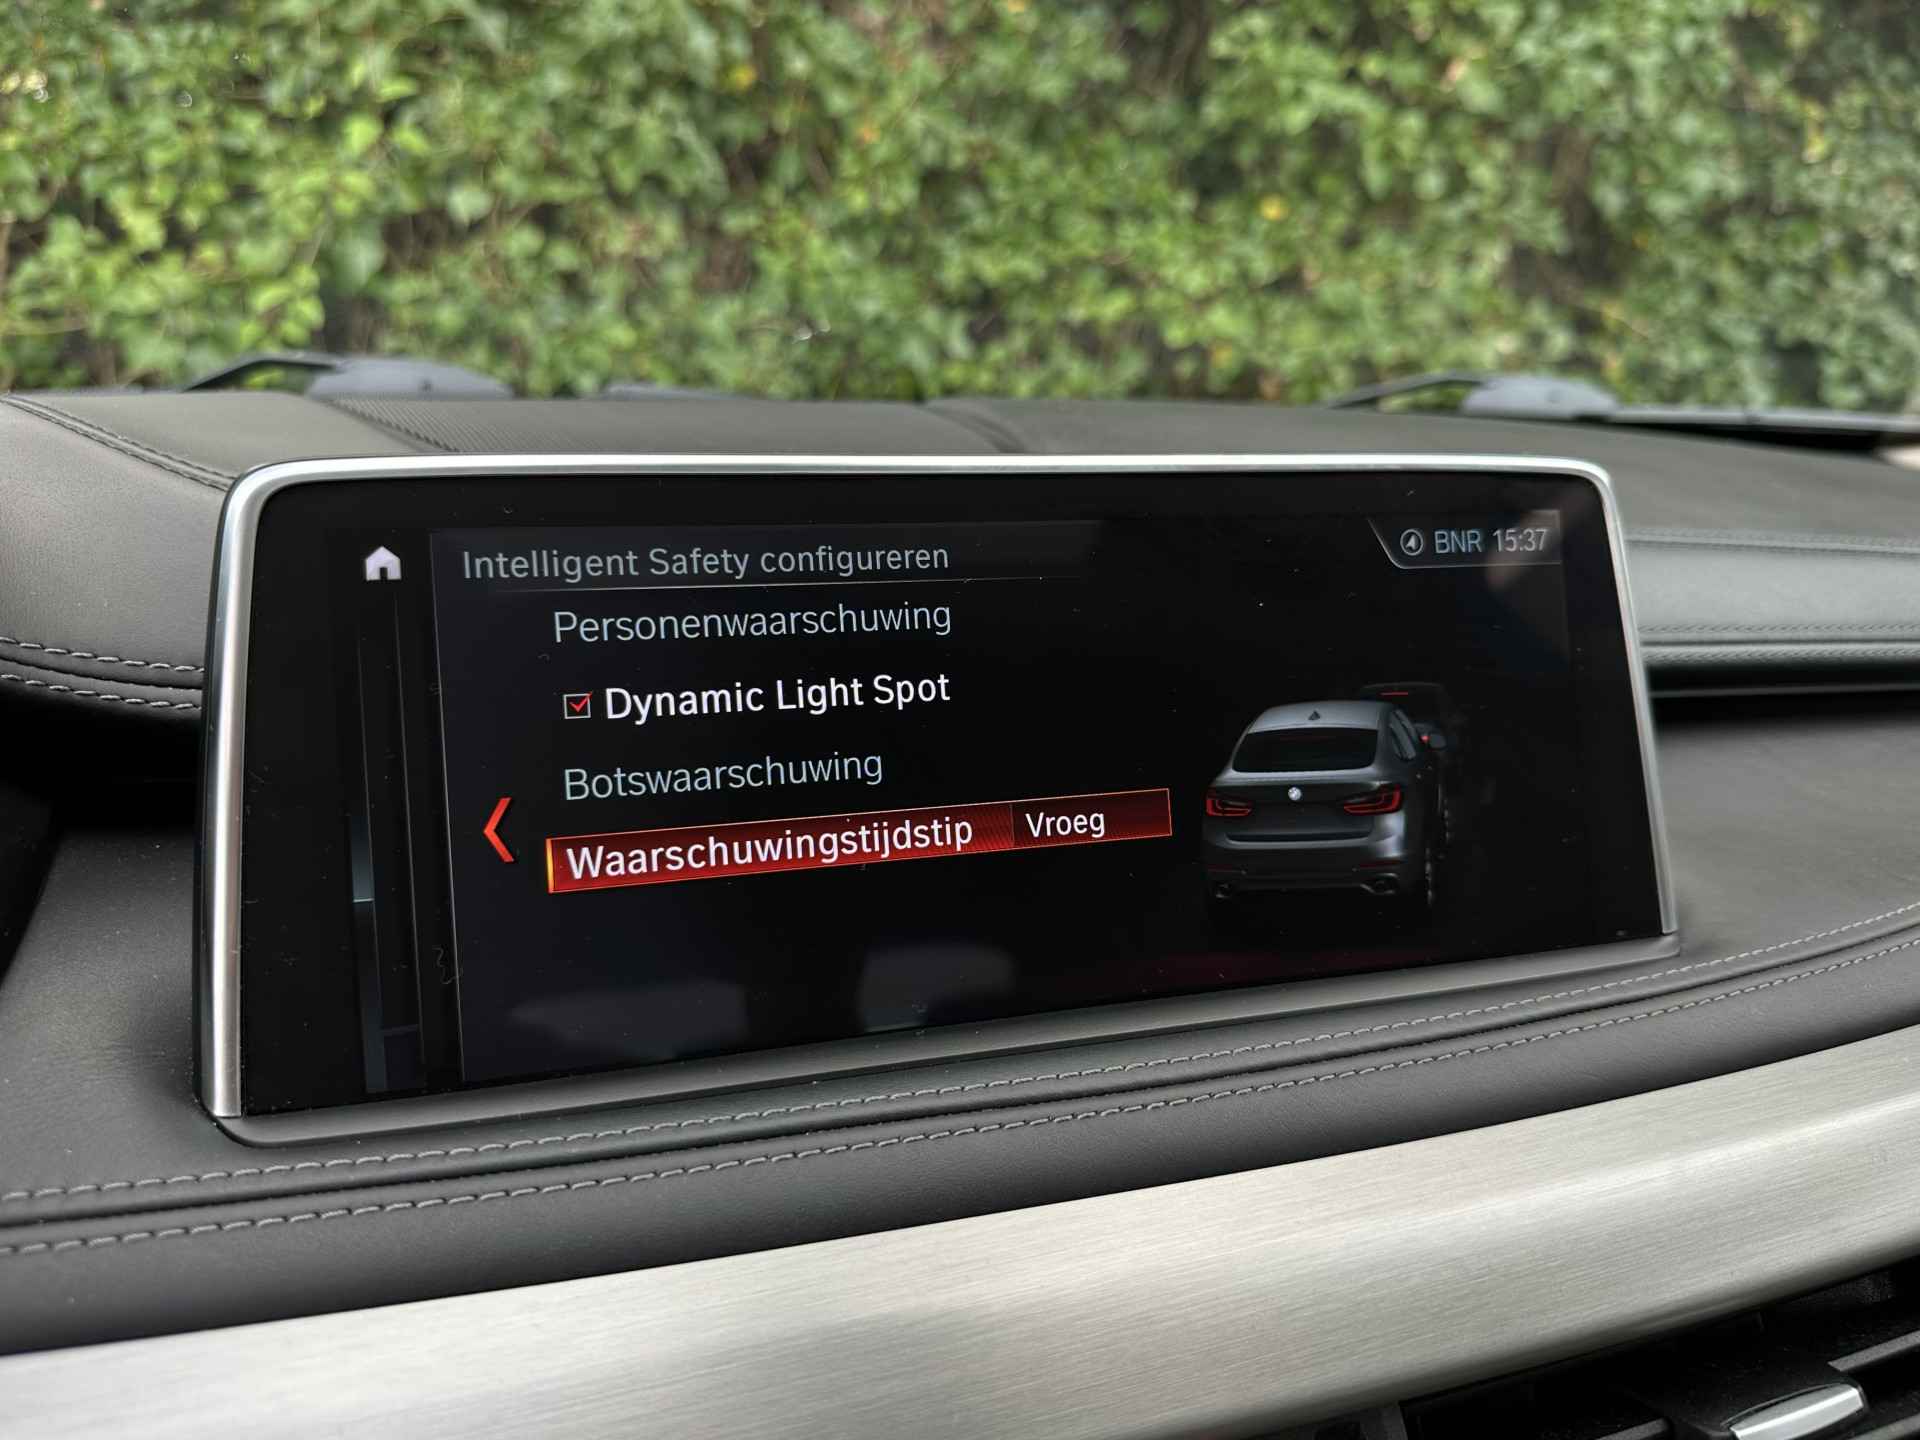 Intelligent Safety configureren
BNR 15:37
Personenwaarschuwing
Dynamic Light Spot
Botswaarschuwing
Waarschuwingstijdstip Vroeg